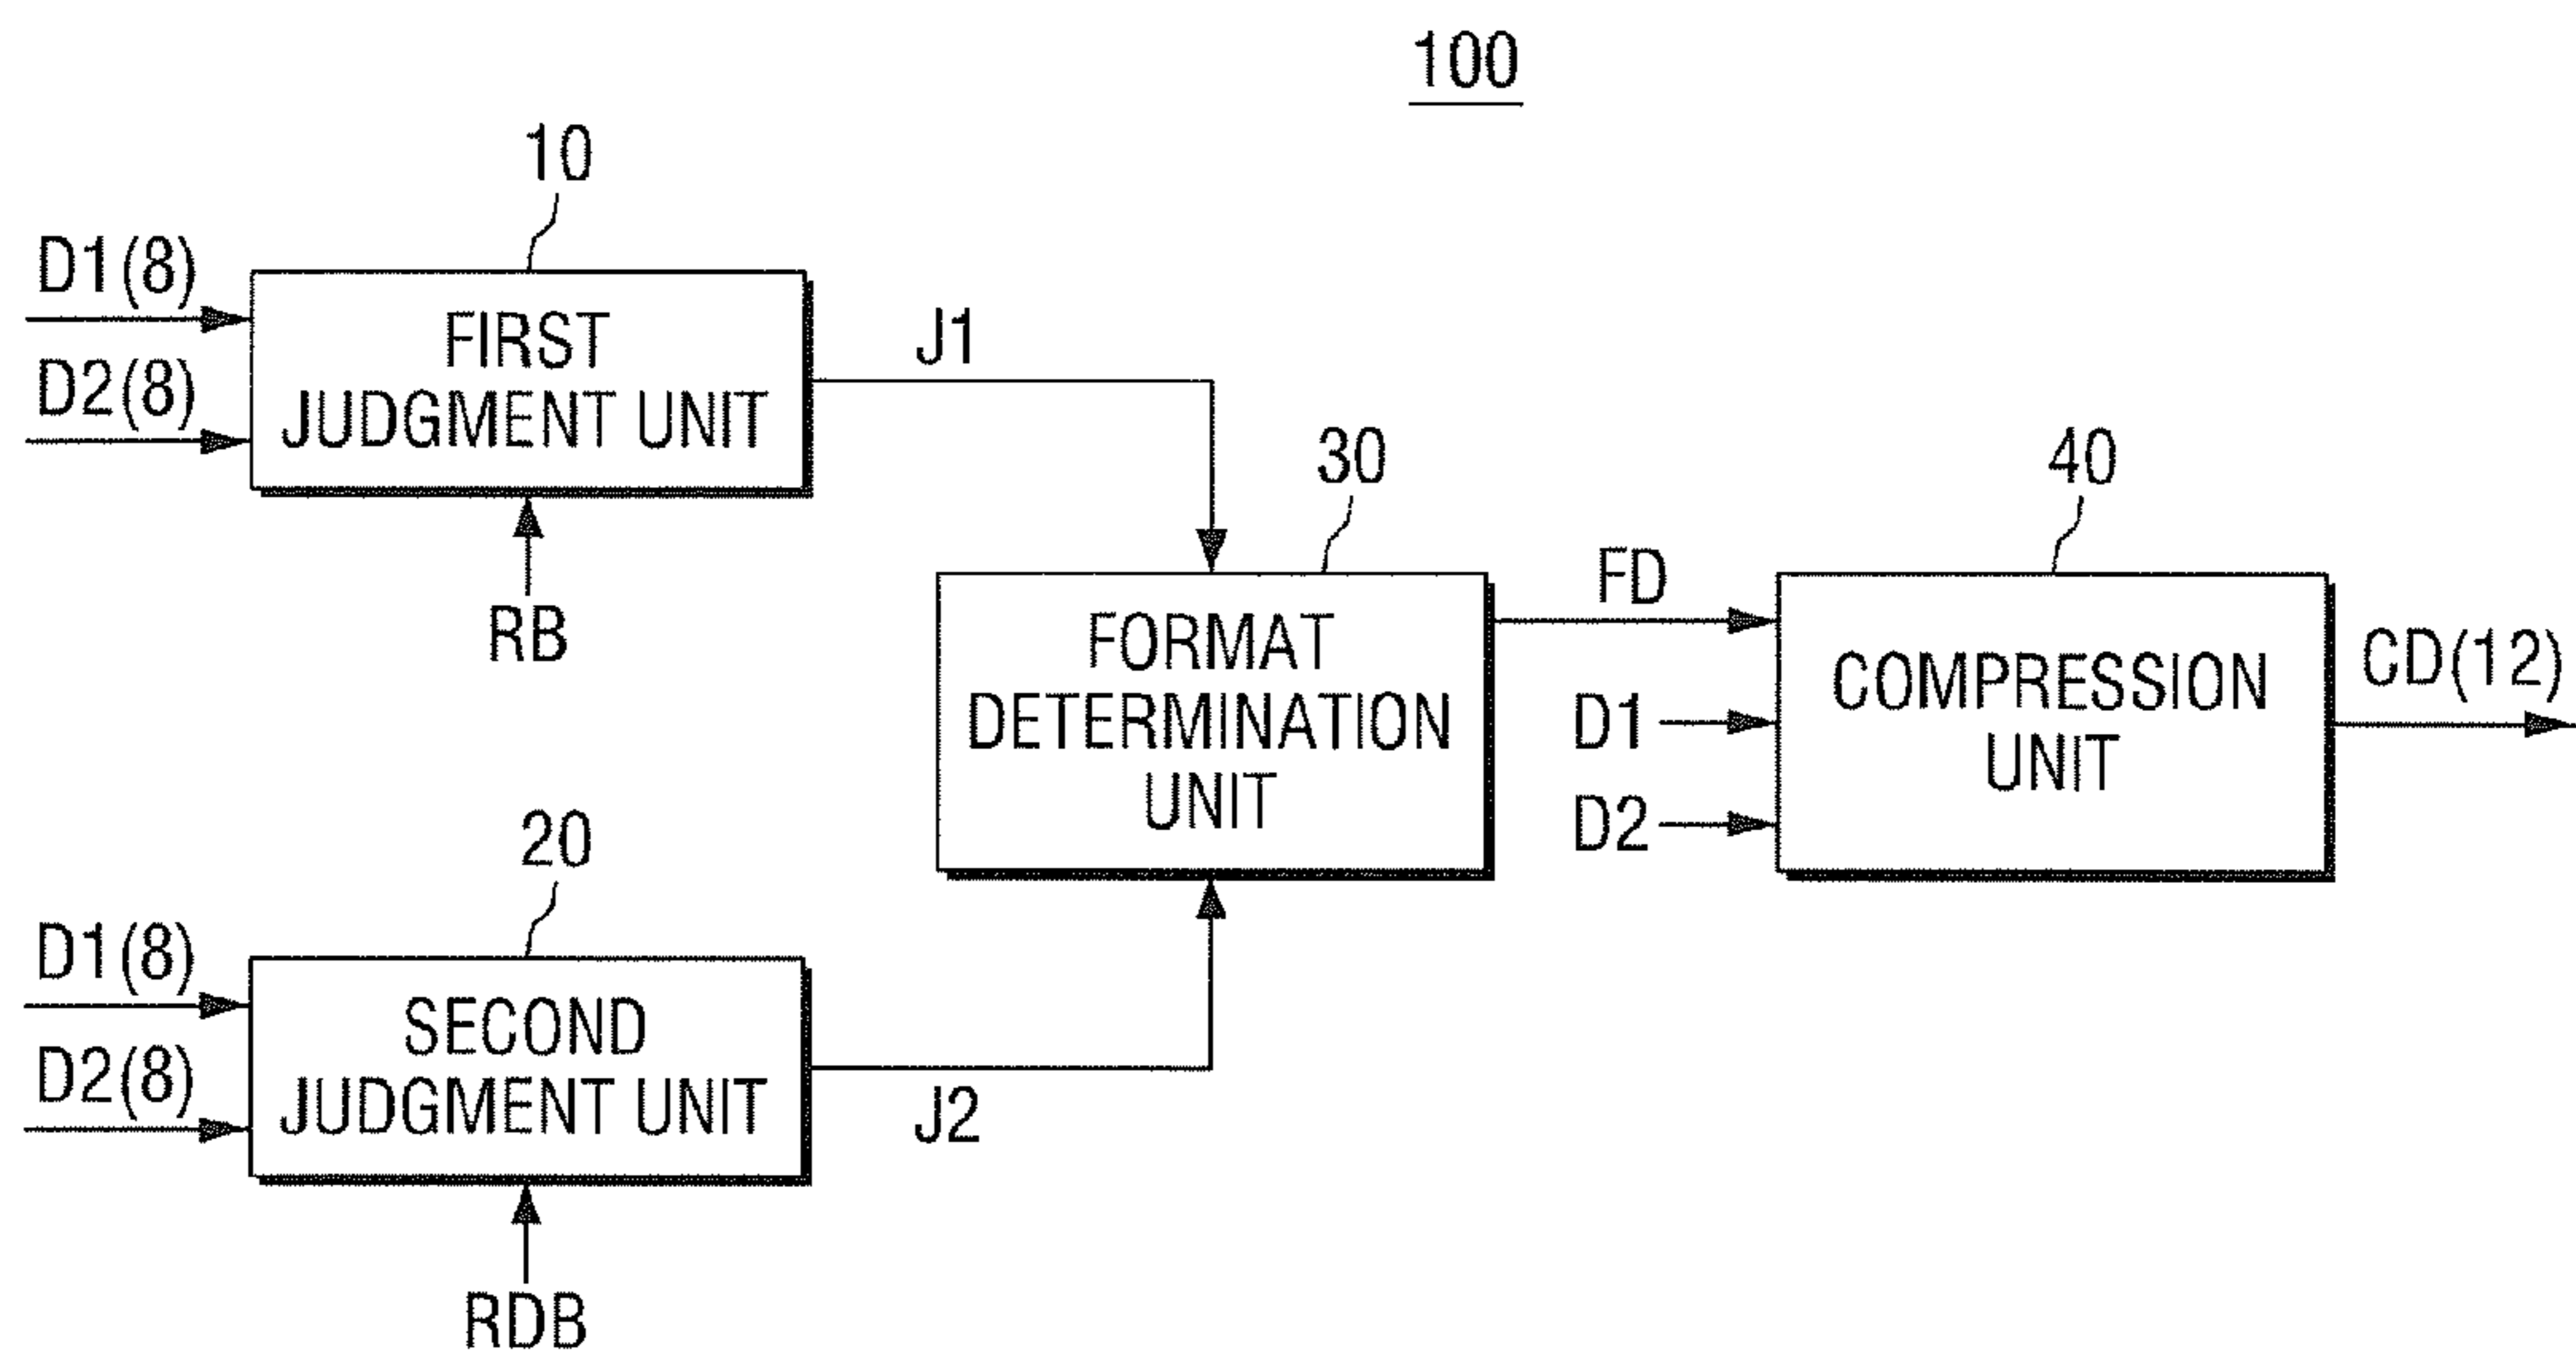 100
10
D1(8)
D2(8)
FIRST
JUDGMENT UNIT
RB
J1
20
D1(8)
D2(8)
SECOND
JUDGMENT UNIT
RDB
J2
30
FORMAT
DETERMINATION
UNIT
FD
D1
D2
40
COMPRESSION
UNIT
CD(12)